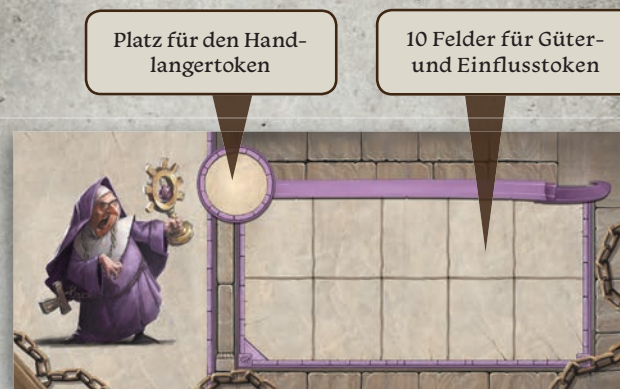 Platz für den Hand-
langertoken
10 Felder für Güter-
und Einflusstoken